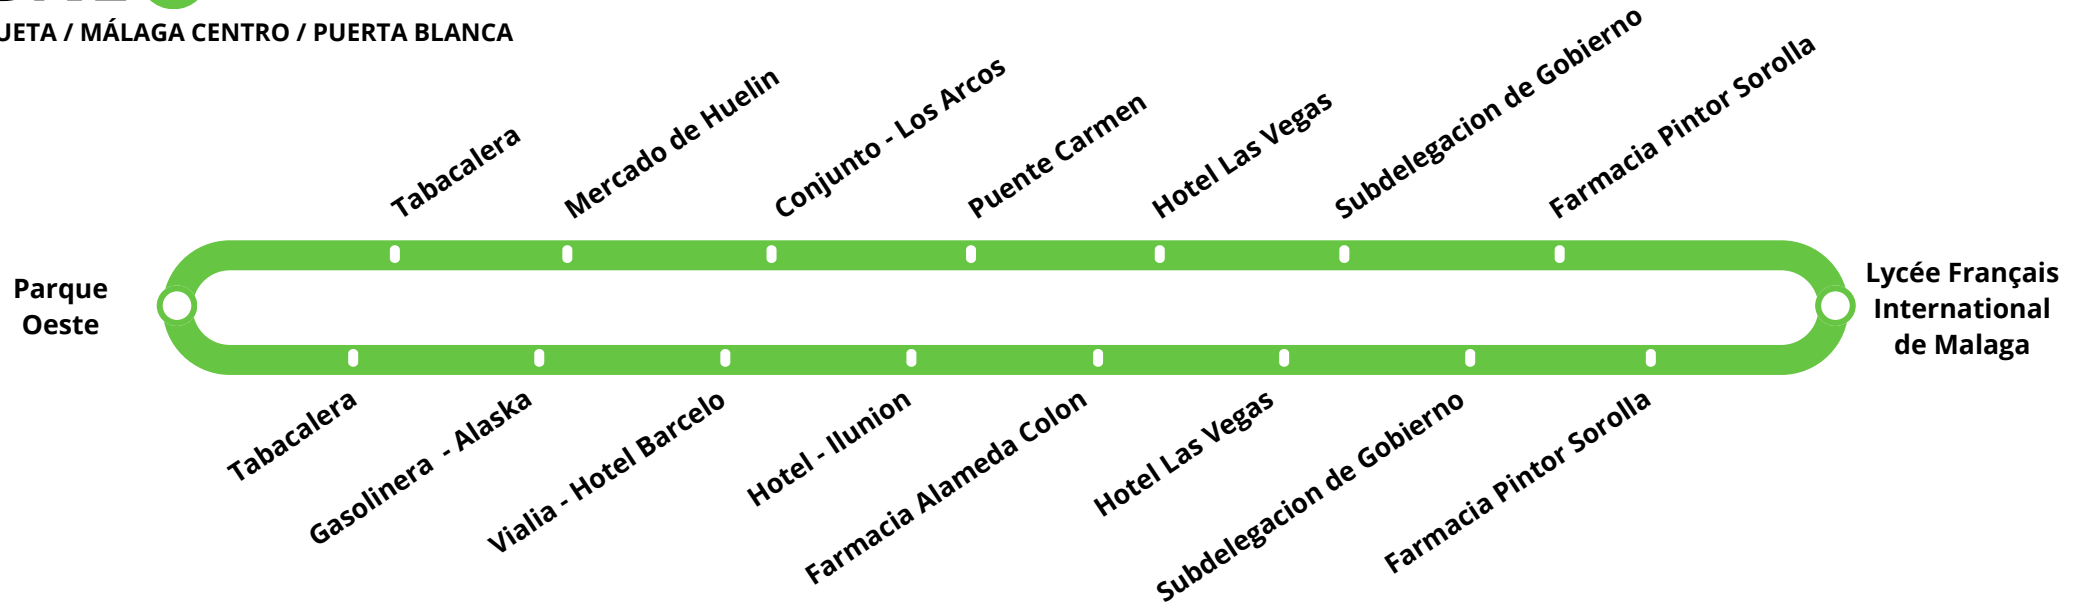 / MÁLAGA CENTRO / PUERTA BLANCA
Tabacalera
Mercado de Huelin
Conjunto - Los Arcos
Puente Carmen
Hotel Las Vegas
Subdelegacion de Gobierno
Farmacia Pintor Sorolla
Parque
Oeste
Lycée Français
International
de Malaga
Tabacalera
Gasolinera - Alaska
Vialia - Hotel Barcelo
Hotel - Ilunion
Farmacia Alameda Colon
Hotel Las Vegas
Subdelegacion de Gobierno
Farmacia Pintor Sorolla